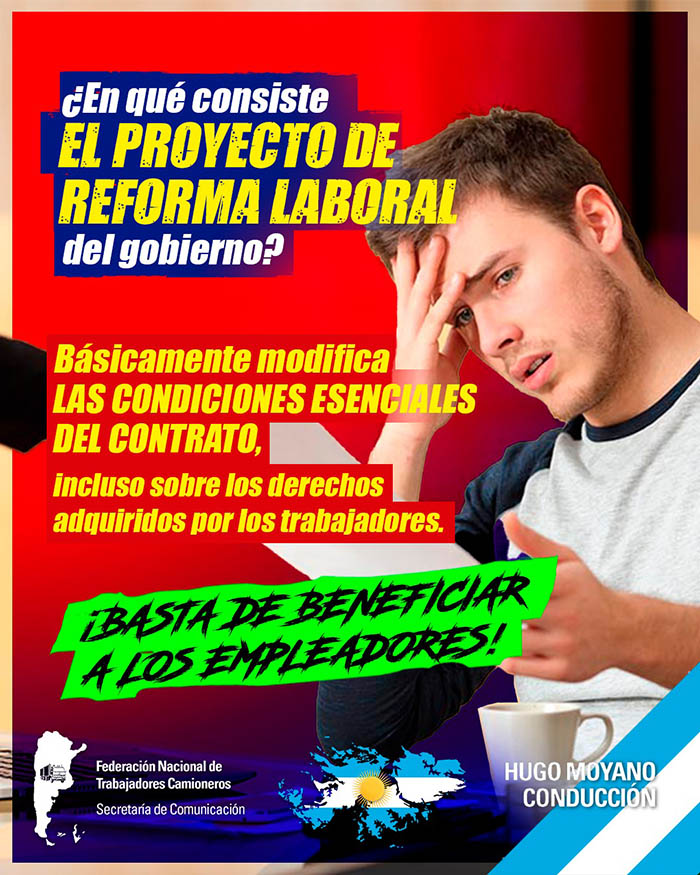 ¿En qué consiste
EL PROYECTO DE
REFORMA LABORAL
del gobierno?
Básicamente modifica
LAS CONDICIONES ESENCIALES
DEL CONTRATO,
incluso sobre los derechos
adquiridos por los trabajadores.
¡BASTA DE BENEFICIAR
A LOS EMPLEADORES!
Federación Nacional de
Trabajadores Camioneros
Secretaría de Comunicación
HUGO MOYANO
CONDUCCIÓN